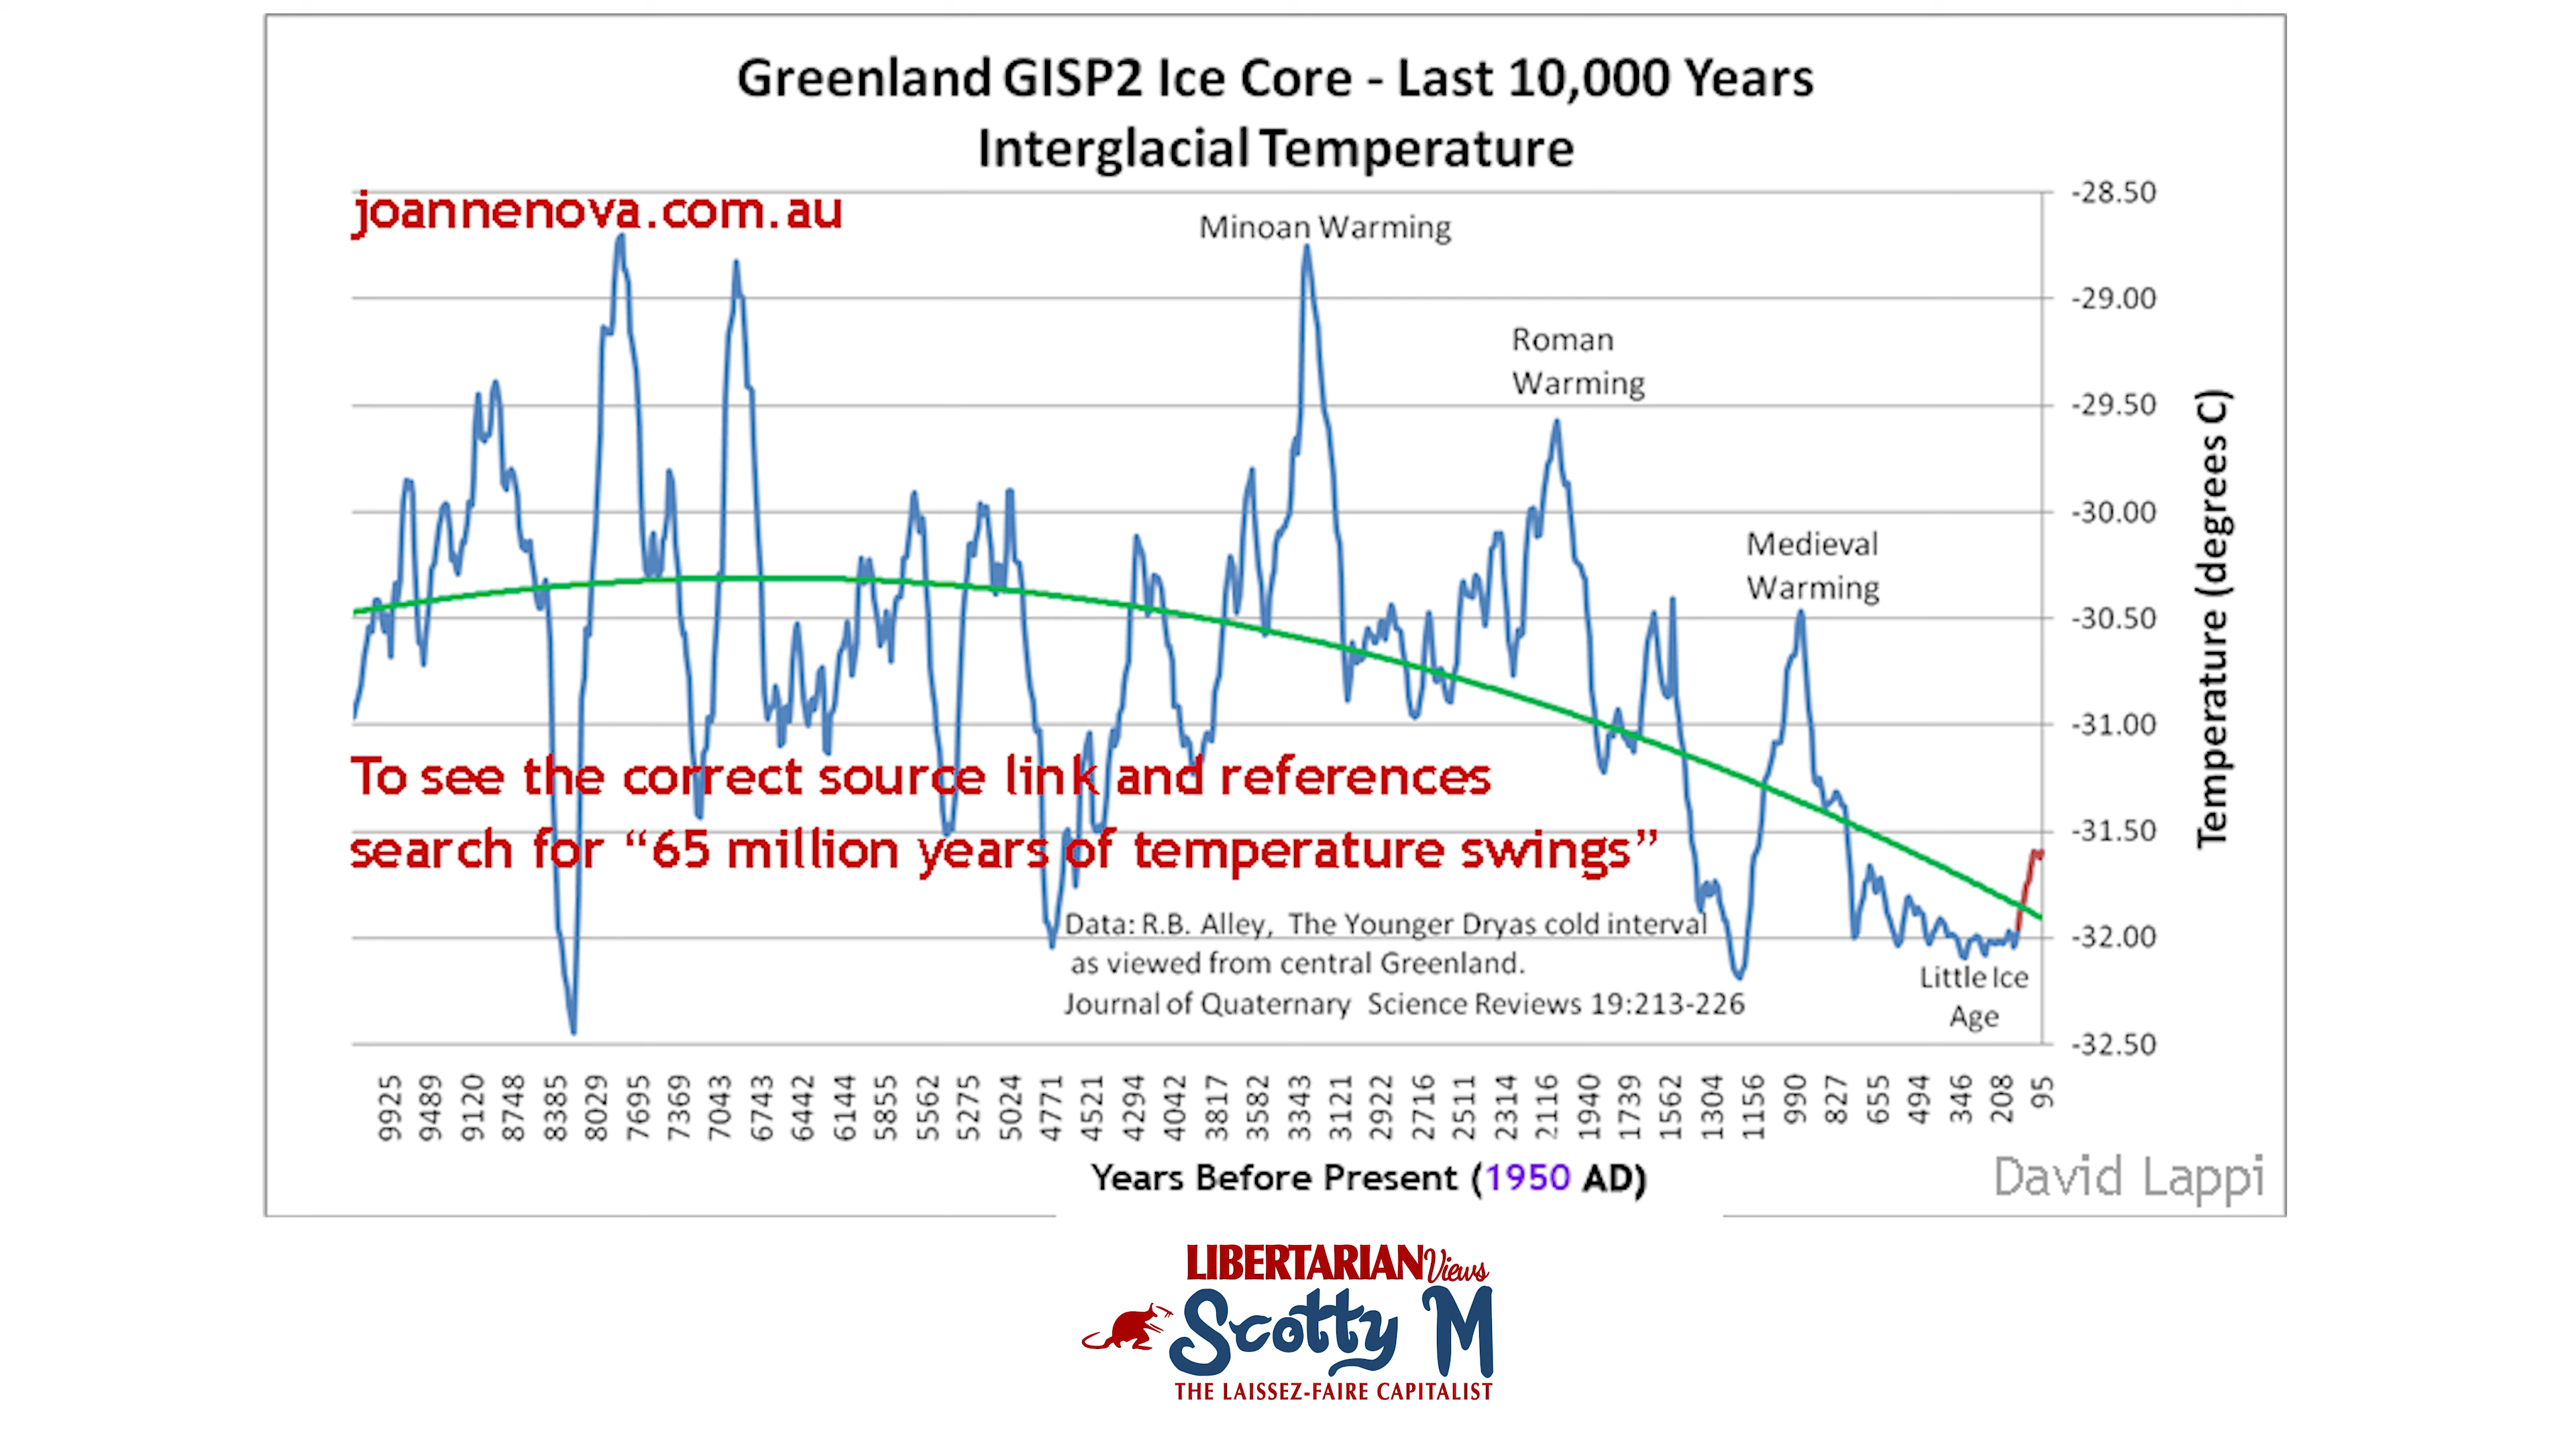 Greenland GISP2 Ice Core - Last 10,000 Years
Interglacial Temperature
joannenova.com.au
Minoan Warming
Roman
Warming
Medieval
Warming
To see the correct source link and references
search for “65 million years of temperature swings”
Data: R.B. Alley, The Younger Dryas cold interval
as viewed from central Greenland.
Journal of Quaternary Science Reviews 19:213-226
Little Ice
Age
-28.50
-29.00
-29.50
-30.00
-30.50
-31.00
-31.50
-32.00
-32.50
Temperature (dpegrees C)
9925 9489 9120 8748 8385 8029 7695 7369 7043 6743 6442 6144 5855 5562 5275 5024 4771 4521 4294 4042 3817 3582 3343 3121 2922 2716 2511 2314 2116 1940 1739 1562 1304 1156 990 827 655 494 346 208 95
Years Before Present (1950 AD)
David Lappi
LIBERTARIAN Views
Scotty M
THE LAISSEZ-FAIRE CAPITALIST